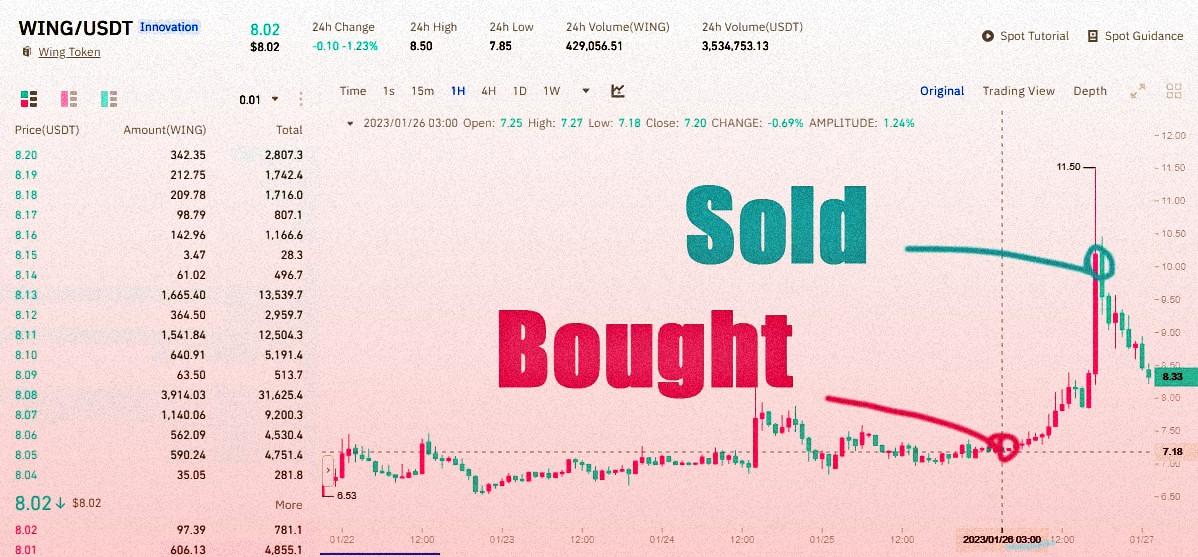 WING/USDT Innovation 8.02 24h Change 24h High 24h Low 24h Volume(WING) 24h Volume(USDT)
Wing Token $8.02 -0.10 -1.23% 8.50 7.85 429,056.51 3,534,753.13 Spot Tutorial Spot Guidance
0.01 Time 1s 15m 1H 4H 1D 1W Original Trading View Depth
2023/01/26 03:00 Open: 7.25 High: 7.27 Low: 7.18 Close: 7.20 CHANGE: -0.69% AMPLITUDE: 1.24%
Price(USDT) Amount(WING) Total
8.20 342.35 2,807.3
8.19 212.75 1,742.4
8.18 209.78 1,716.0
8.17 98.79 807.1
8.16 142.96 1,166.6
8.15 3.47 28.3
8.14 61.02 496.7
8.13 1,665.40 13,539.7
8.12 364.50 2,959.7
8.11 1,541.84 12,504.3
8.10 640.91 5,191.4
8.09 63.50 513.7
8.08 3,914.03 31,625.4
8.07 1,140.06 9,200.3
8.06 562.09 4,530.4
8.05 590.24 4,751.4
8.04 35.05 281.8
8.02 $8.02 More
8.02 97.39 781.1
8.01 606.13 4,855.1
Sold
Bought
11.50
6.53
12.00
11.50
11.00
10.50
10.00
9.50
9.00
8.50
8.33
8.00
7.50
7.18
6.50
01/22 12:00 01/23 12:00 01/24 12:00 01/25 12:00 2023/01/26 03:00 12:00 01/27